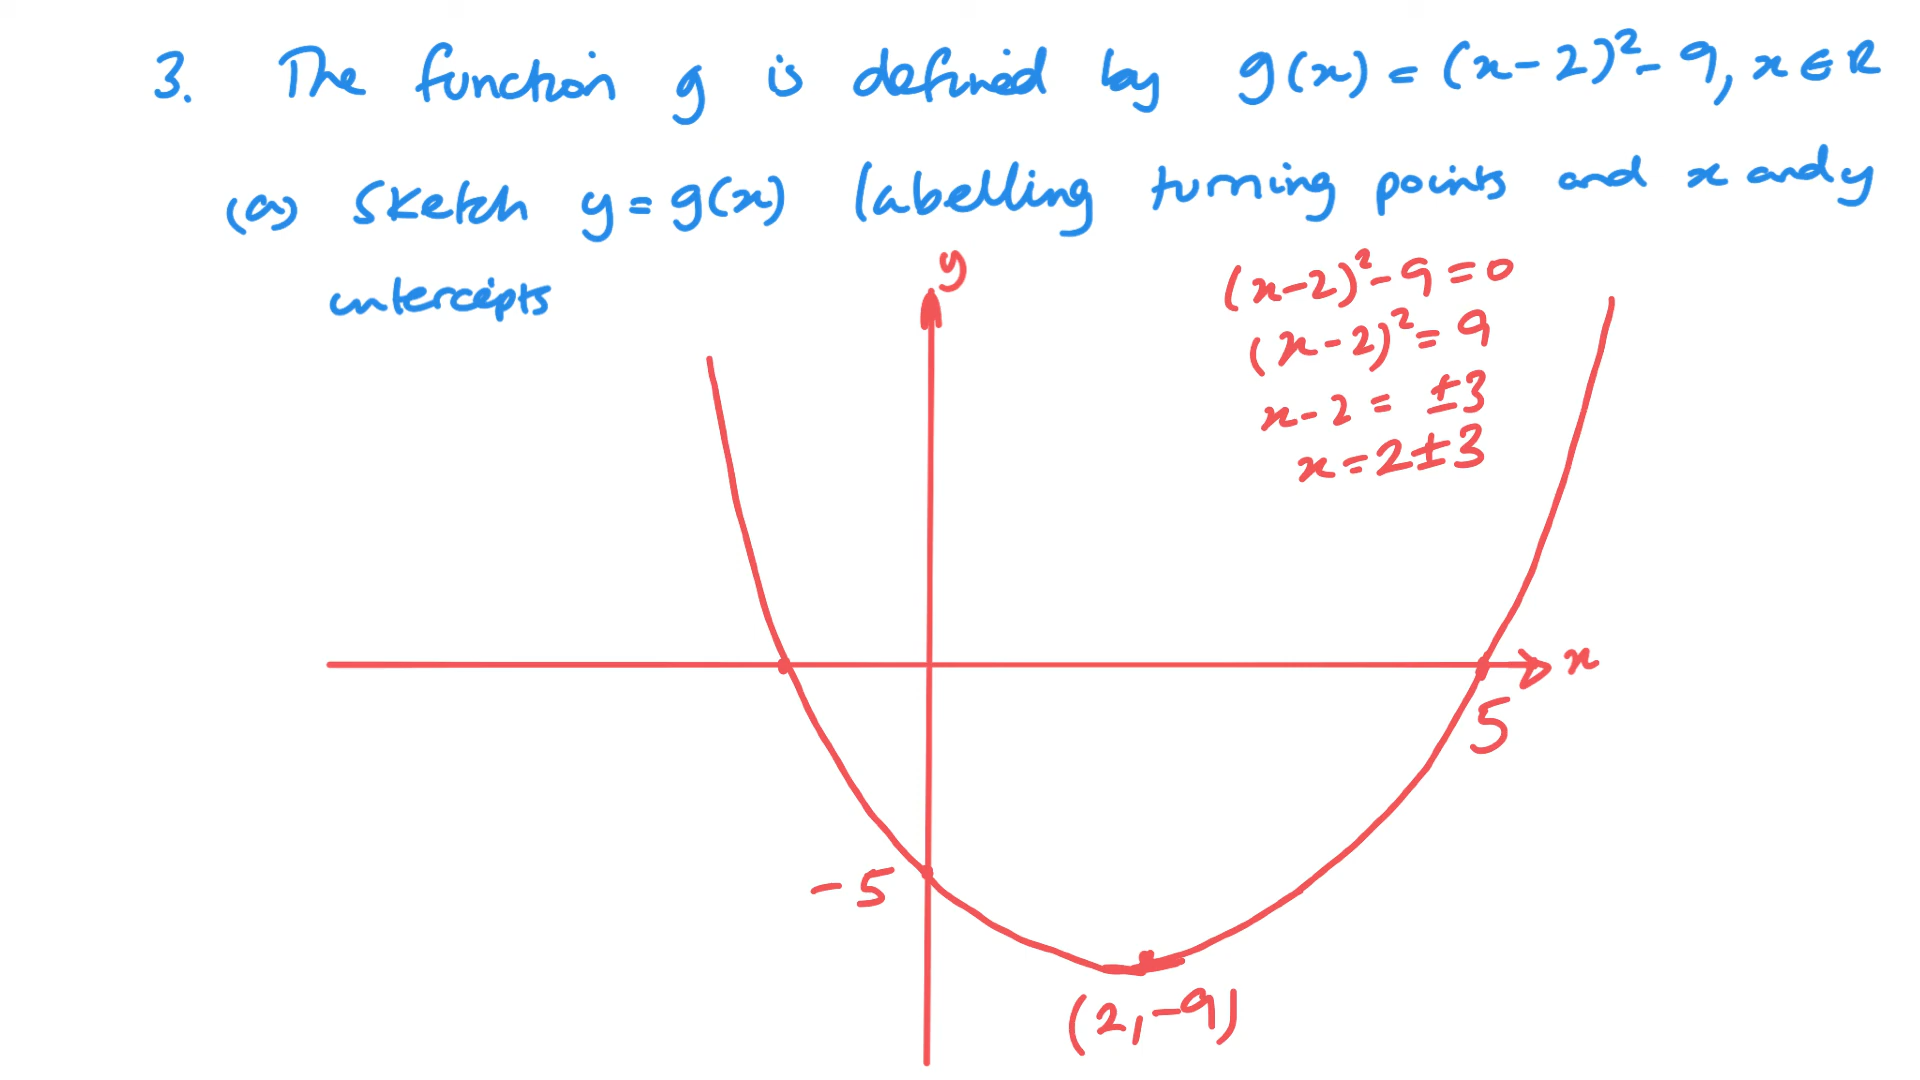 3. The function g is defined by g(x) = (x-2)²- 9, x ∈ R
(a) Sketch y=g(x) (labelling turning points and x and y
intercepts
y
(x-2)²-9=0
(x-2)²= 9
x-2 = ±3
x=2±3
x
5
-5
(2,-9)